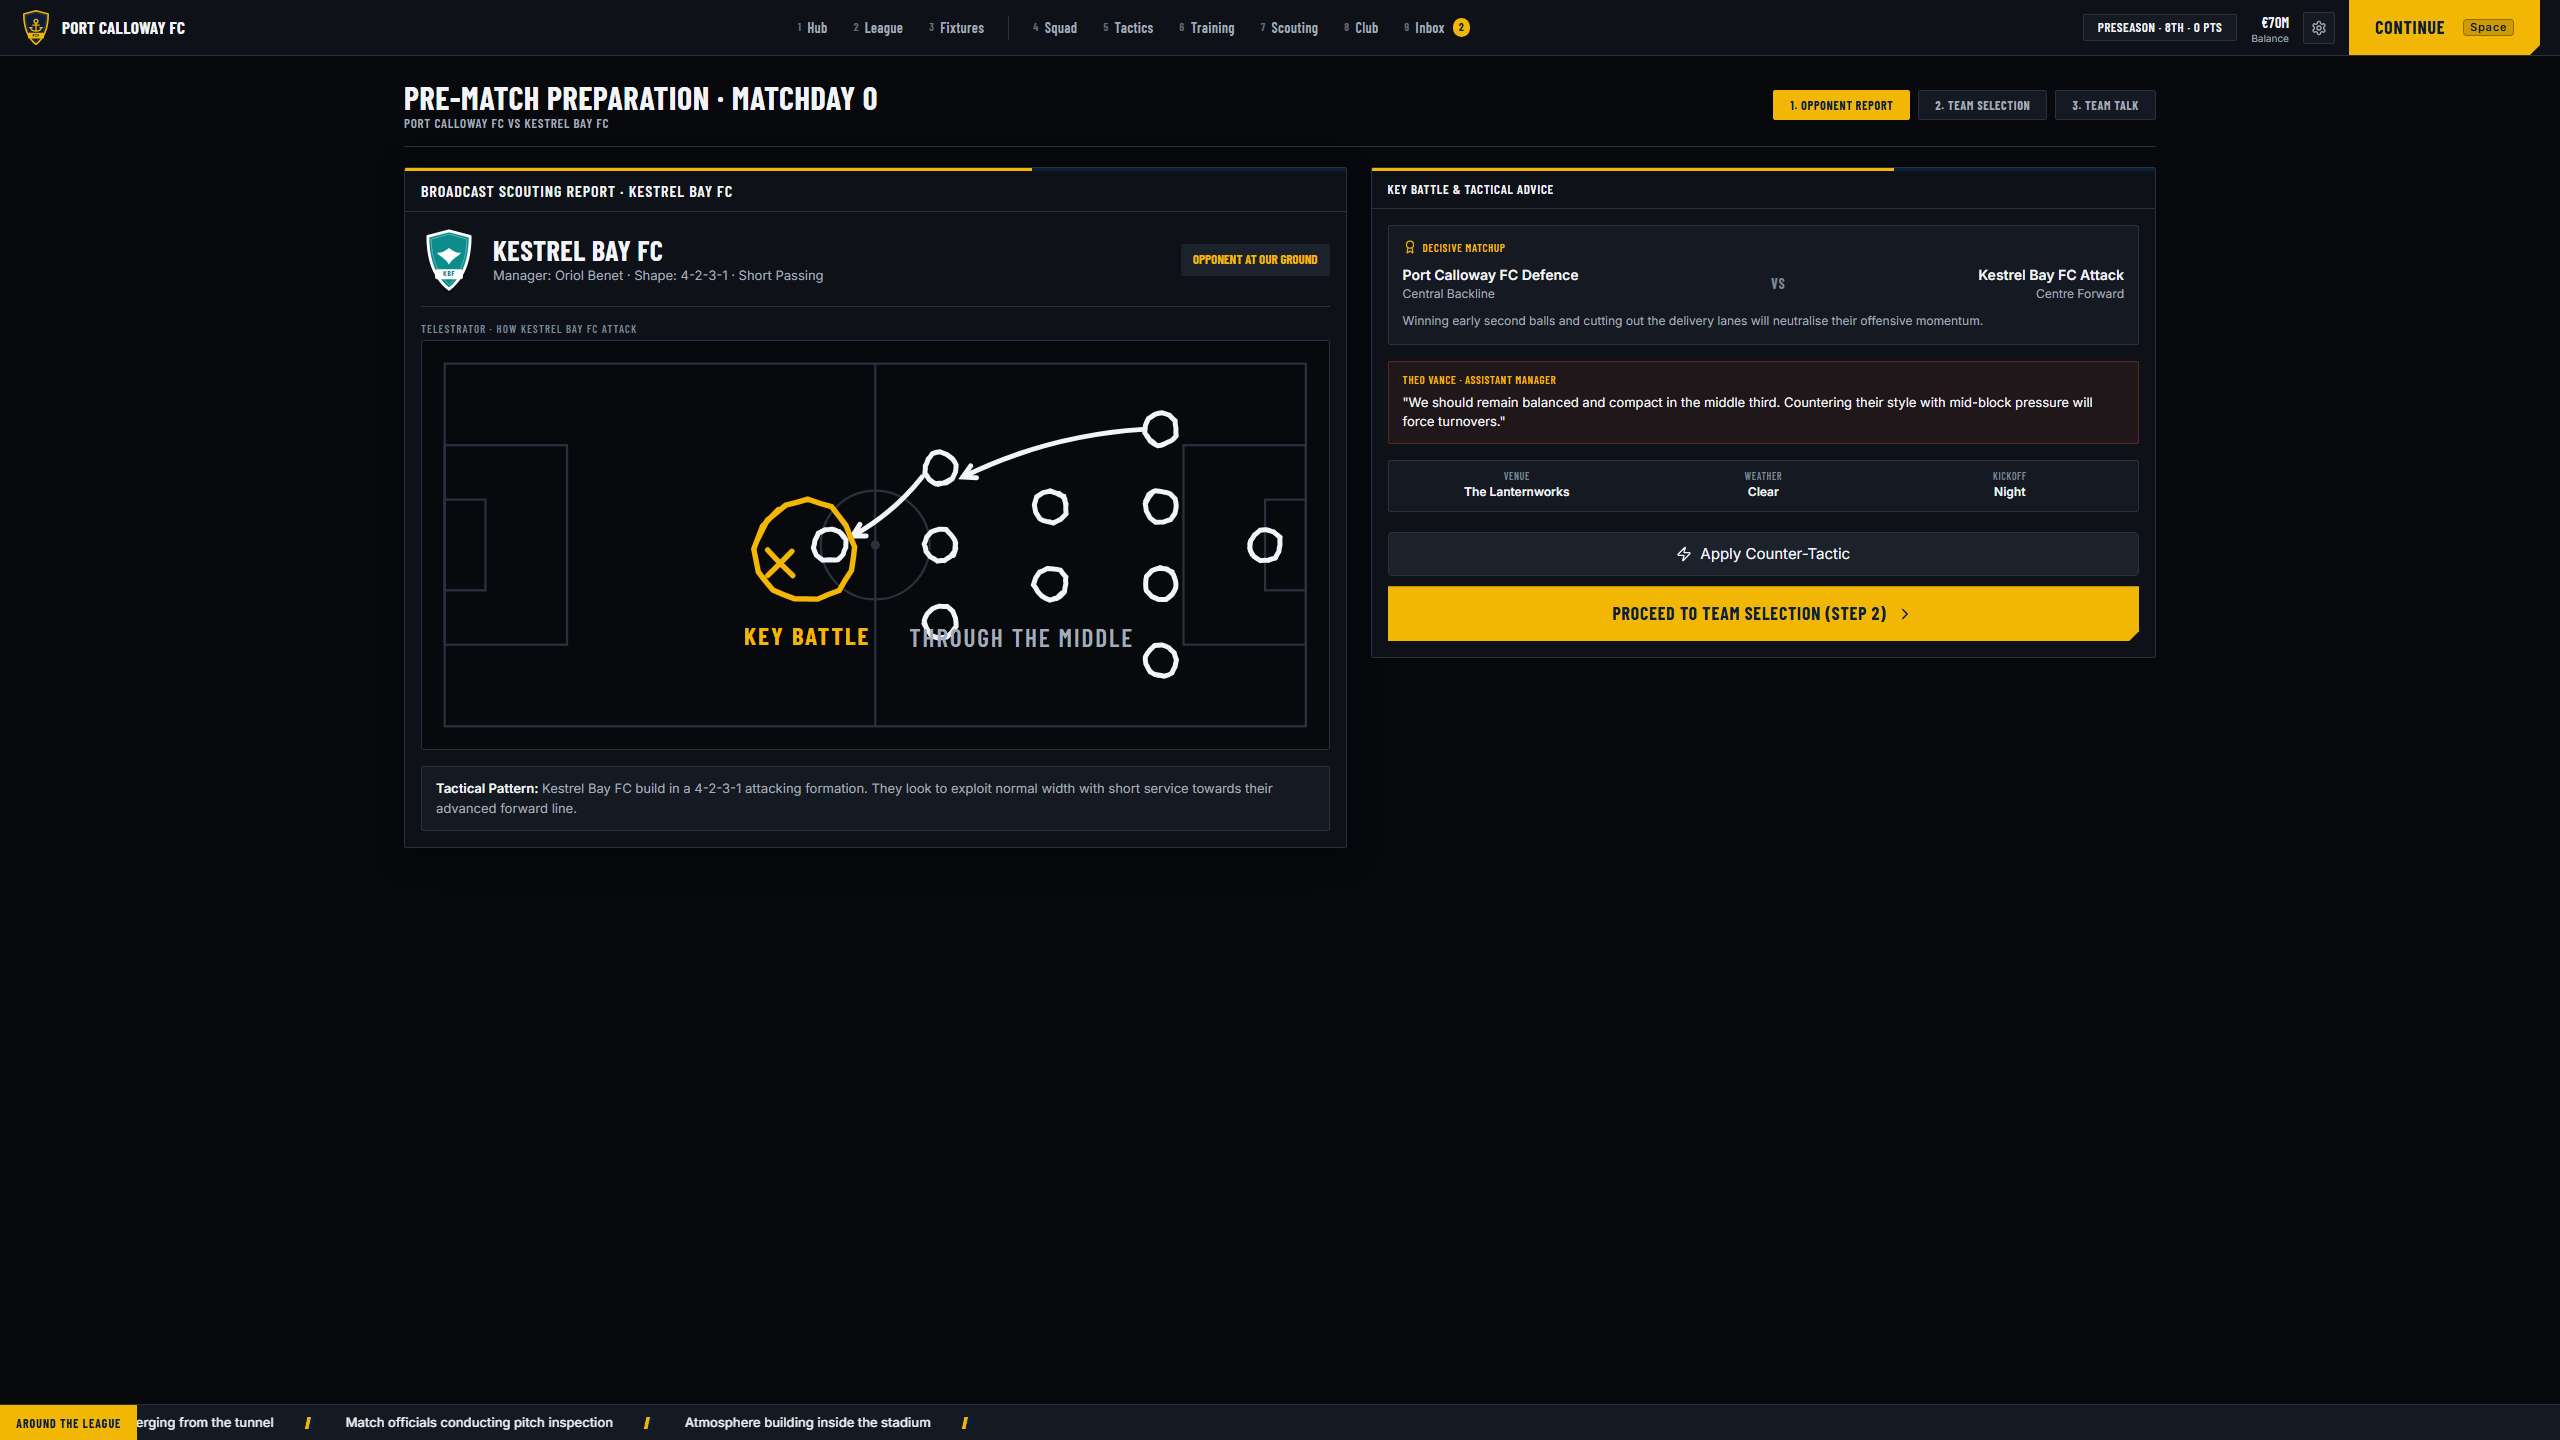 PORT CALLOWAY FC
1 Hub
2 League
3 Fixtures
4 Squad
5 Tactics
6 Training
7 Scouting
8 Club
9 Inbox 2
PRESEASON · 8TH · 0 PTS
€70M
Balance
CONTINUE Space
PRE-MATCH PREPARATION · MATCHDAY 0
PORT CALLOWAY FC VS KESTREL BAY FC
1. OPPONENT REPORT
2. TEAM SELECTION
3. TEAM TALK
BROADCAST SCOUTING REPORT · KESTREL BAY FC
KBF
KESTREL BAY FC
Manager: Oriol Benet · Shape: 4-2-3-1 · Short Passing
OPPONENT AT OUR GROUND
TELESTRATOR · HOW KESTREL BAY FC ATTACK
KEY BATTLE
THROUGH THE MIDDLE
Tactical Pattern: Kestrel Bay FC build in a 4-2-3-1 attacking formation. They look to exploit normal width with short service towards their
advanced forward line.
KEY BATTLE & TACTICAL ADVICE
DECISIVE MATCHUP
Port Calloway FC Defence
Central Backline
VS
Kestrel Bay FC Attack
Centre Forward
Winning early second balls and cutting out the delivery lanes will neutralise their offensive momentum.
THEO VANCE · ASSISTANT MANAGER
"We should remain balanced and compact in the middle third. Countering their style with mid-block pressure will
force turnovers."
VENUE
The Lanternworks
WEATHER
Clear
KICKOFF
Night
Apply Counter-Tactic
PROCEED TO TEAM SELECTION (STEP 2)
AROUND THE LEAGUE
erging from the tunnel / Match officials conducting pitch inspection / Atmosphere building inside the stadium /